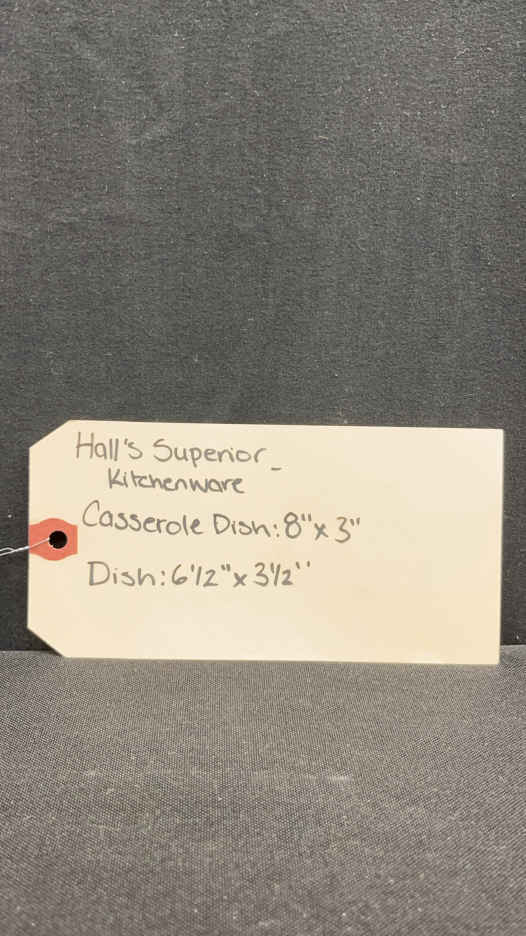 Hall's Superior -
Kitchenware
Casserole Dish: 8" x 3"
Dish: 6 1/2" x 3 1/2"